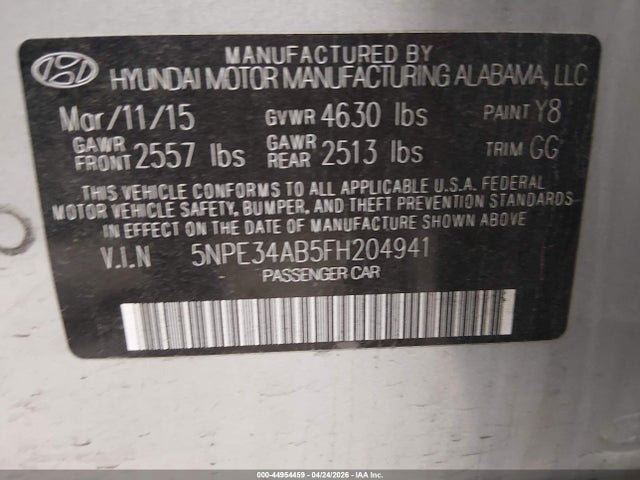 MANUFACTURED BY
HYUNDAI MOTOR MANUFACTURING ALABAMA, LLC
Mar/11/15 GVWR 4630 lbs PAINT Y8
GAWR FRONT 2557 lbs GAWR REAR 2513 lbs TRIM GG
THIS VEHICLE CONFORMS TO ALL APPLICABLE U.S.A. FEDERAL
MOTOR VEHICLE SAFETY, BUMPER, AND THEFT PREVENTION STANDARDS
IN EFFECT ON THE DATE OF MANUFACTURE SHOWN ABOVE.
V.I.N 5NPE34AB5FH204941
PASSENGER CAR
000-44954459 - 04/24/2026 - IAA Inc.